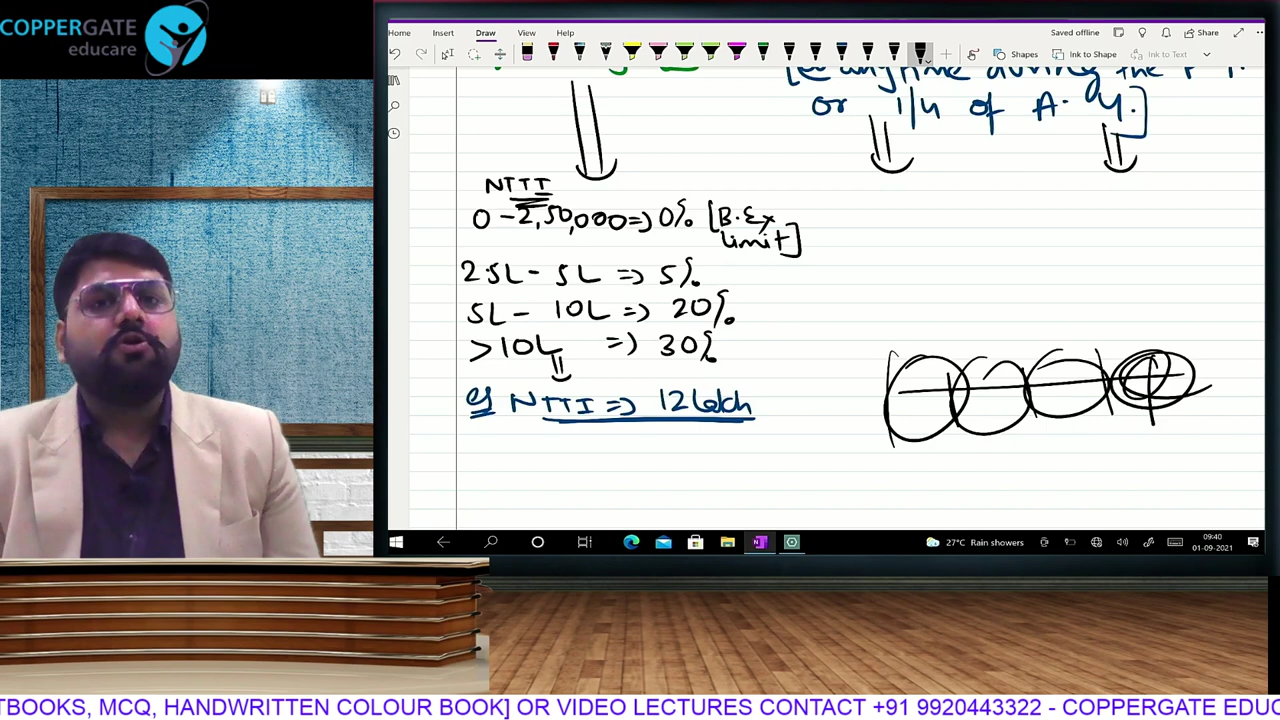 COPPERGATE
educare
Home Insert Draw View Help
Saved offline
Share
Shapes
Ink to Shape
Ink to Text
during the
or 1/4 of A. Y.]
NTTI
0 - 2,50,000 => 0% [B.Ex limit]
2.5L - 5L => 5%
5L - 10L => 20%
>10L => 30%
eg NTTI => 12 Lakh
27°C Rain showers
09:40
01-09-2021
TBOOKS, MCQ, HANDWRITTEN COLOUR BOOK] OR VIDEO LECTURES CONTACT +91 9920443322 - COPPERGATE EDUC